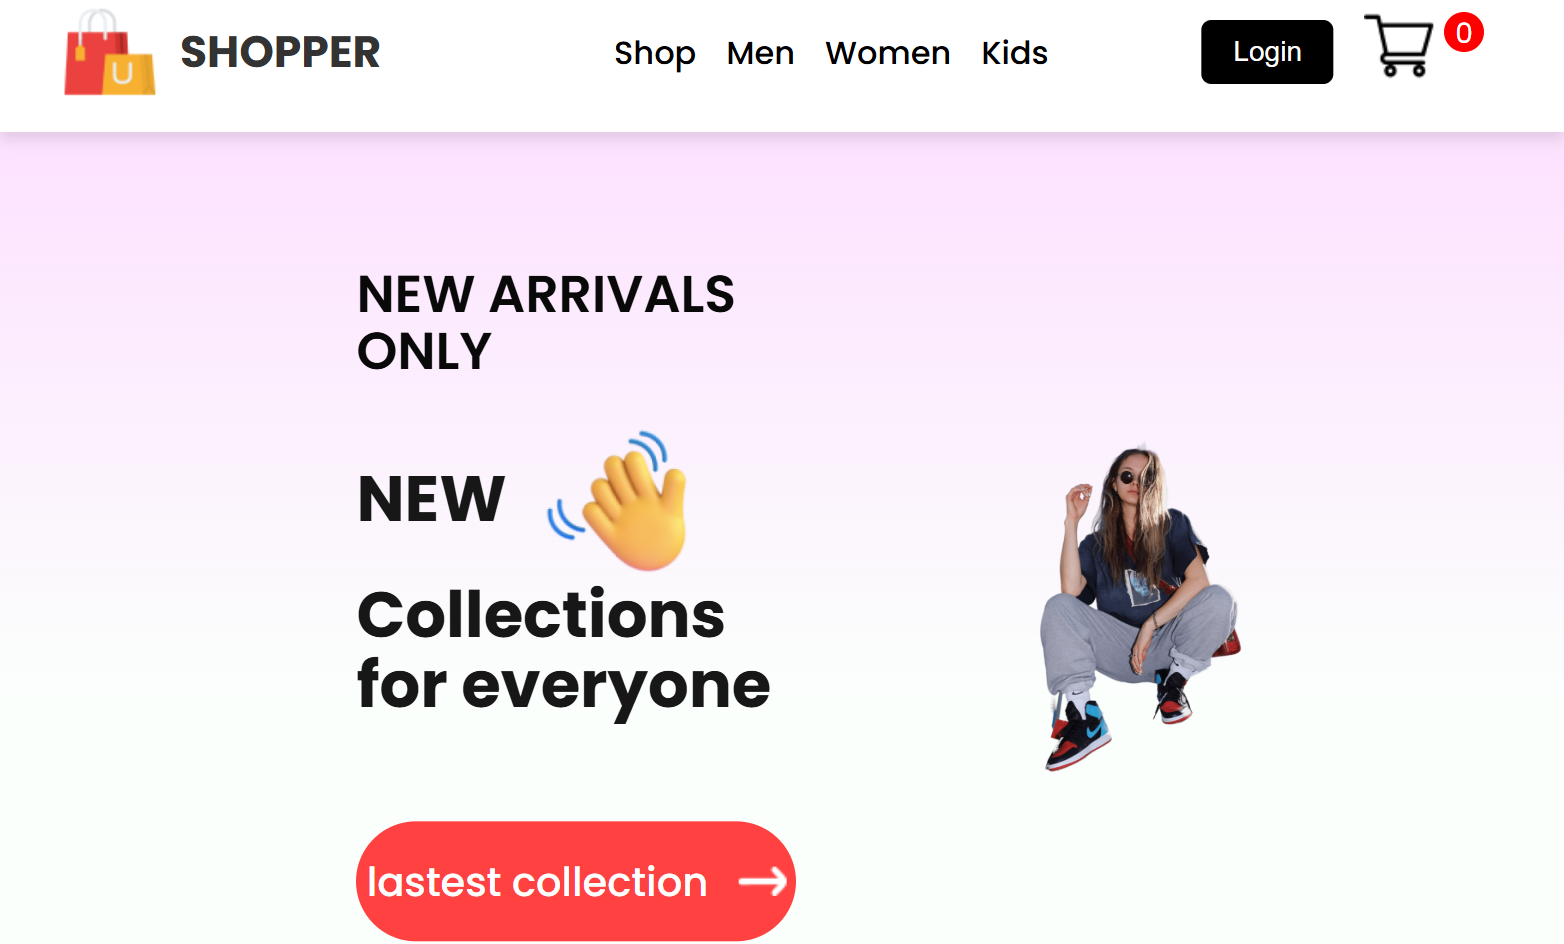 SHOPPER
Shop Men Women Kids
Login
0
NEW ARRIVALS
ONLY
NEW
Collections
for everyone
lastest collection